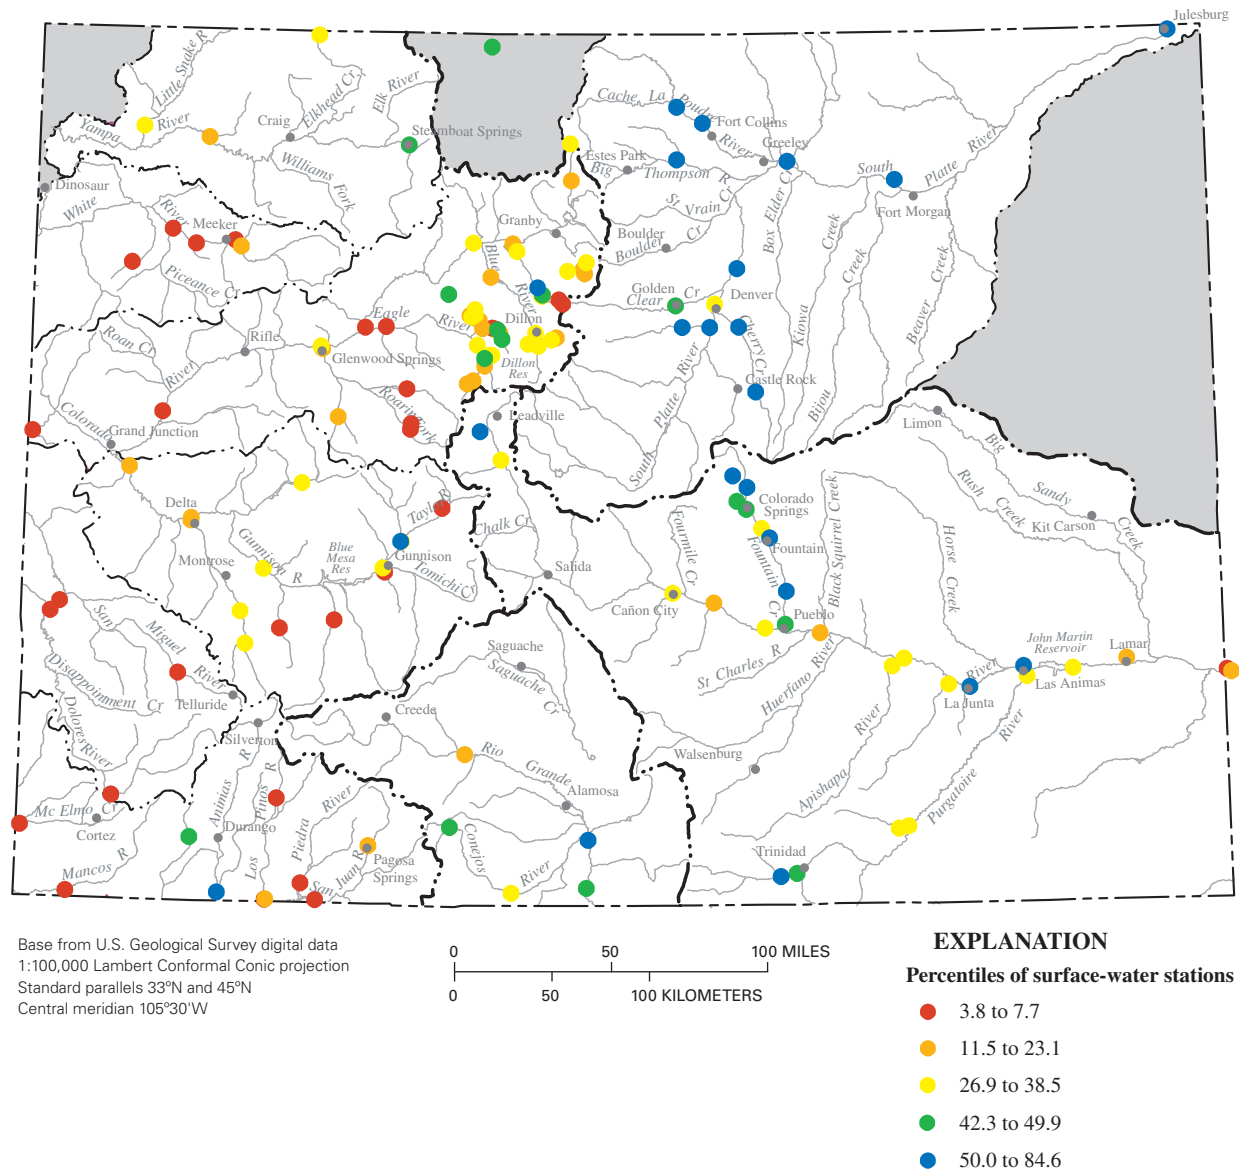 Julesburg
Little Snake R
Elkhead Cr
Elk River
Yampa
River
Craig
Steamboat Springs
Williams
Fork
Dinosaur
White
River
Meeker
Piceance Cr
Cache La Poudre
River
Fort Collins
Greeley
Estes Park
Big
Thompson
R
South
Platte
River
Fort Morgan
St Vrain Cr
Boulder
Boulder Cr
Box Elder Cr
Creek
Kiowa
Creek
Bijou
Creek
Beaver
Granby
Blue
River
Golden
Clear
Cr
Denver
Cherry Cr
Castle Rock
Platte
River
South
Eagle
River
Dillon
Dillon
Res
Roan Cr
Rifle
Glenwood Springs
River
Roaring
Fork
Colorado
Grand Junction
Leadville
Limon
Big
Sandy
Creek
Rush
Creek
Kit Carson
Horse
Creek
Delta
Taylor R
Chalk Cr
Gunnison
R
Montrose
Blue
Mesa
Res
Gunnison
Tomichi Cr
Salida
Fourmile Cr
Colorado
Springs
Fountain
Fountain
Cr
Black Squirrel Creek
Cañon City
Pueblo
San
Miguel
River
Disappointment Cr
Telluride
Dolores
River
Silverton
Saguache
Saguache
Cr
Creede
St Charles R
Huerfano
River
John Martin
Reservoir
Lamar
River
Las Animas
La Junta
River
Walsenburg
Apishapa
River
Purgatoire
Rio
Grande
Alamosa
Mc Elmo Cr
Cortez
Mancos R
Animas
R
Durango
Los
Pinos
R
Piedra
River
San
Juan R
Pagosa
Springs
Conejos
River
Trinidad
Base from U.S. Geological Survey digital data
1:100,000 Lambert Conformal Conic projection
Standard parallels 33°N and 45°N
Central meridian 105°30'W
0 50 100 MILES
0 50 100 KILOMETERS
EXPLANATION
Percentiles of surface-water stations
3.8 to 7.7
11.5 to 23.1
26.9 to 38.5
42.3 to 49.9
50.0 to 84.6